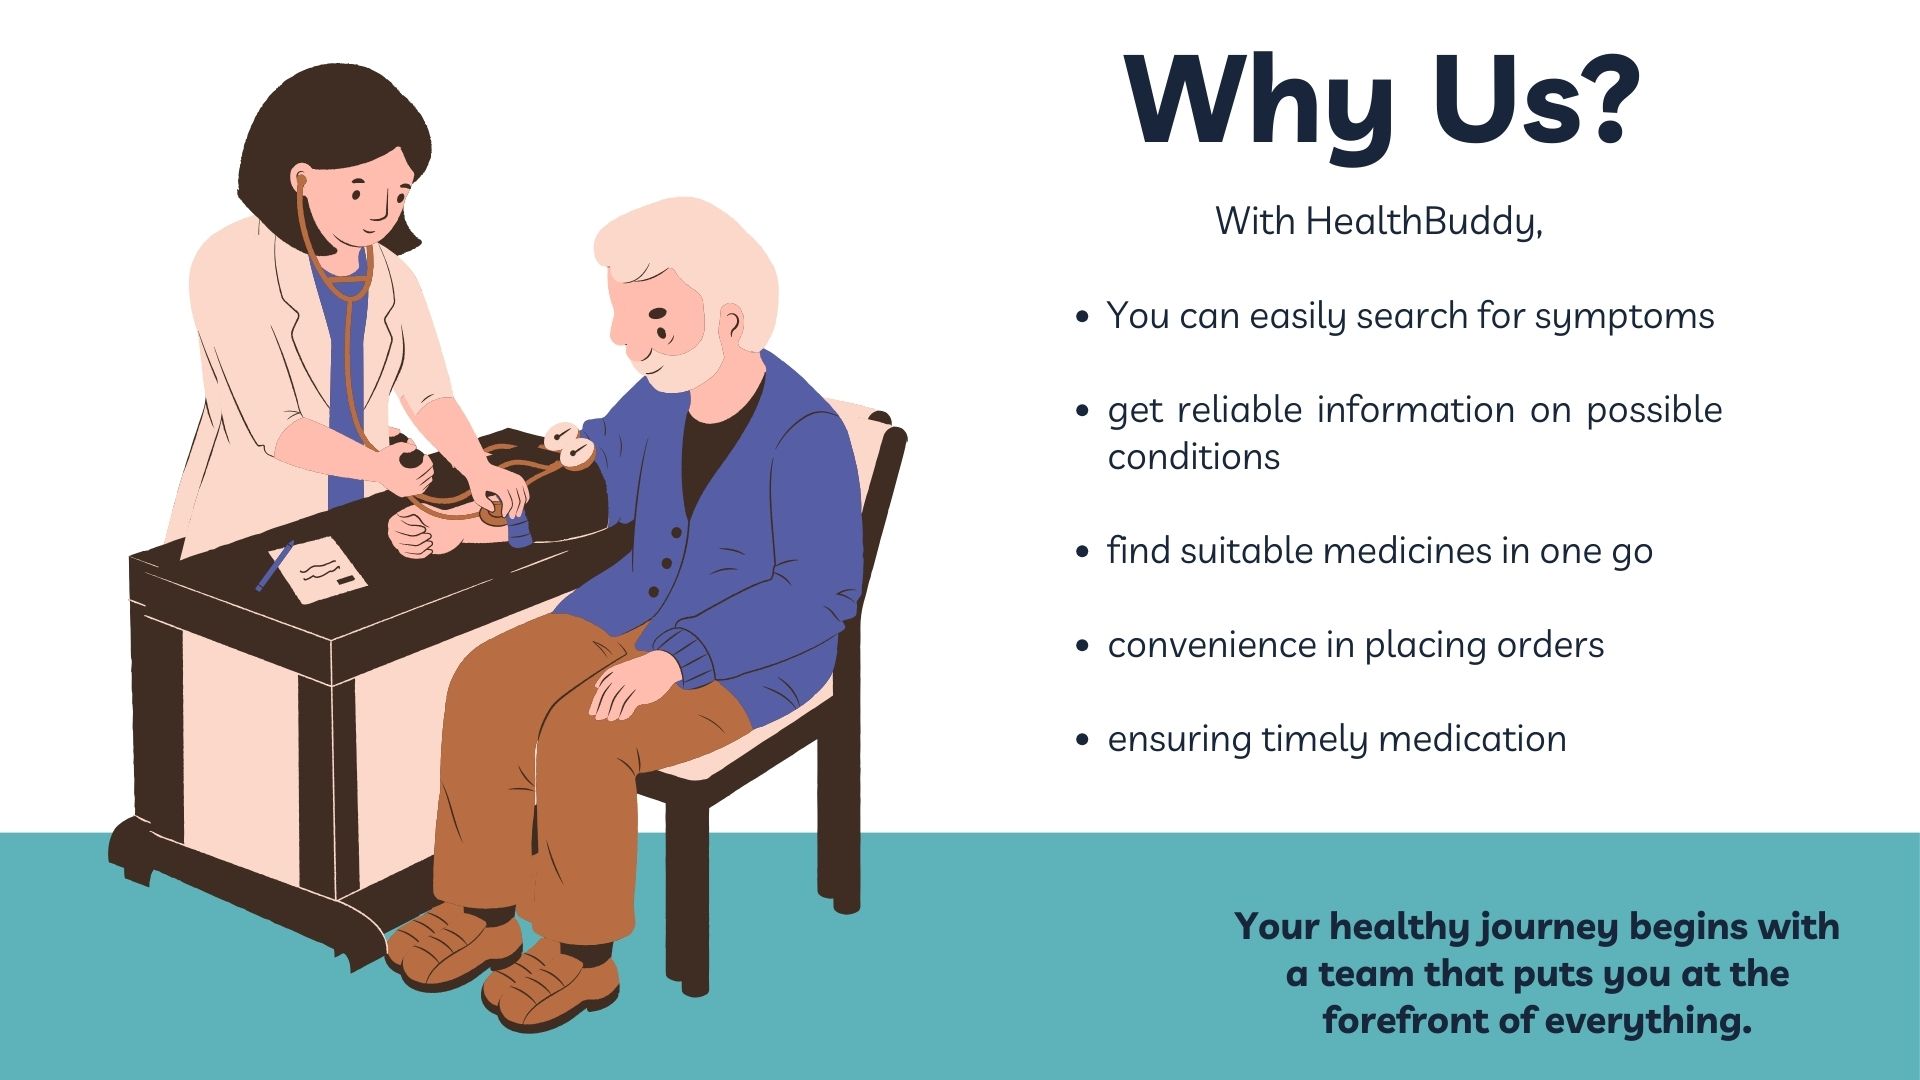 Why Us?
With HealthBuddy,
• You can easily search for symptoms
• get reliable information on possible
conditions
• find suitable medicines in one go
• convenience in placing orders
• ensuring timely medication
Your healthy journey begins with
a team that puts you at the
forefront of everything.